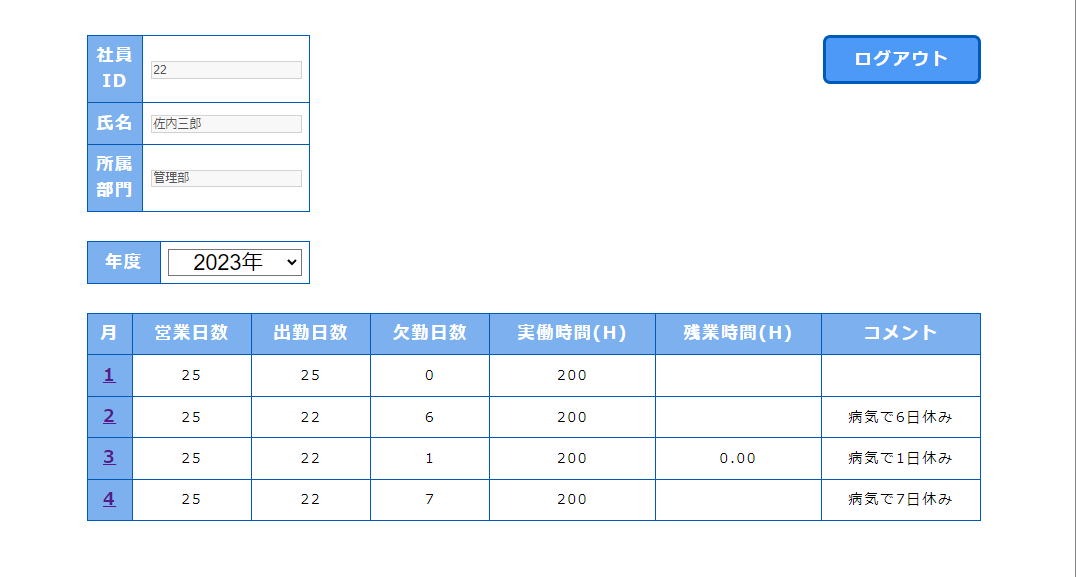 社員
ID
22
ログアウト
氏名
佐内三郎
所属
部門
管理部
年度
2023年
月 営業日数 出勤日数 欠勤日数 実働時間(H) 残業時間(H) コメント
1 25 25 0 200
2 25 22 6 200 病気で6日休み
3 25 22 1 200 0.00 病気で1日休み
4 25 22 7 200 病気で7日休み